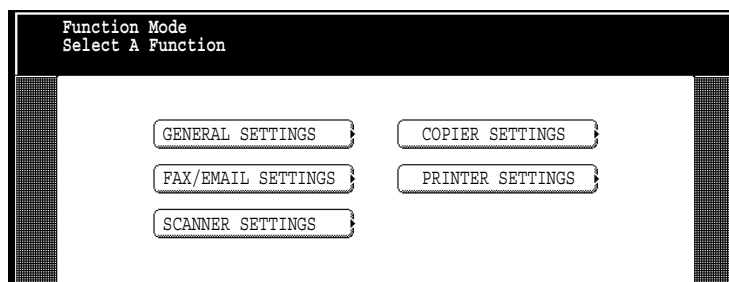 Function Mode
Select A Function
GENERAL SETTINGS
COPIER SETTINGS
FAX/EMAIL SETTINGS
PRINTER SETTINGS
SCANNER SETTINGS